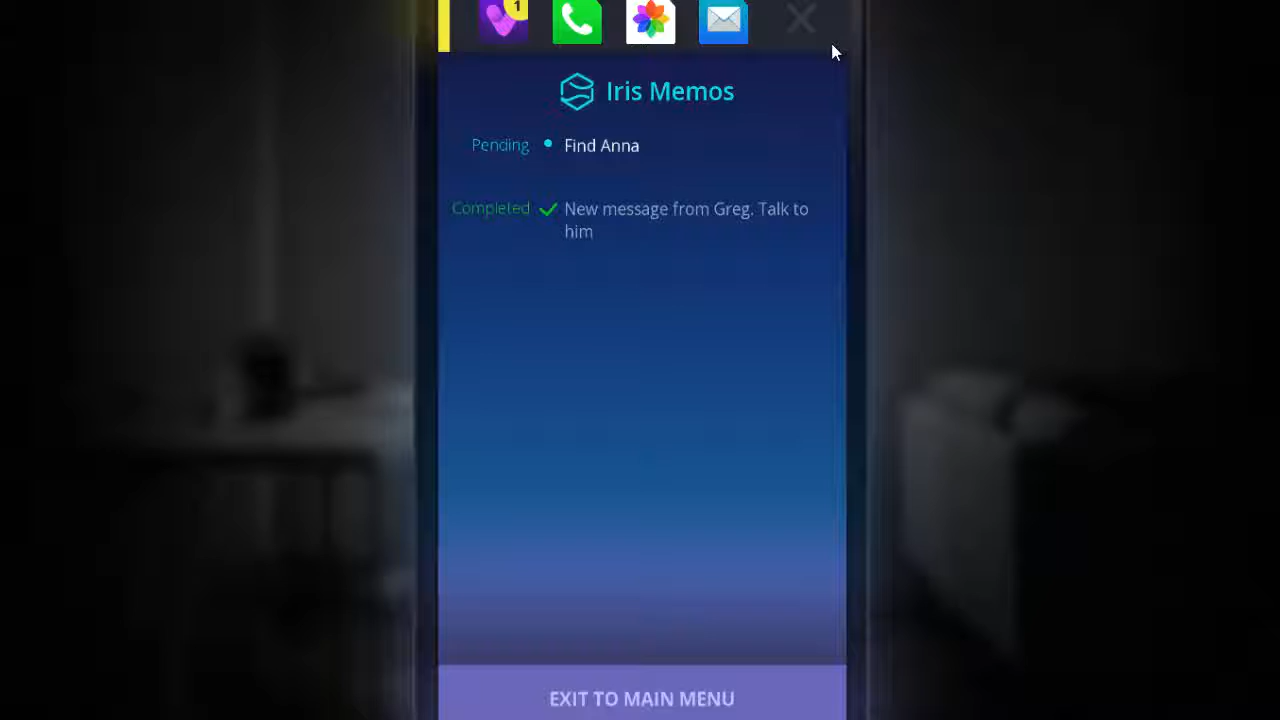 1
Iris Memos
Pending
Find Anna
Completed
New message from Greg. Talk to
him
EXIT TO MAIN MENU